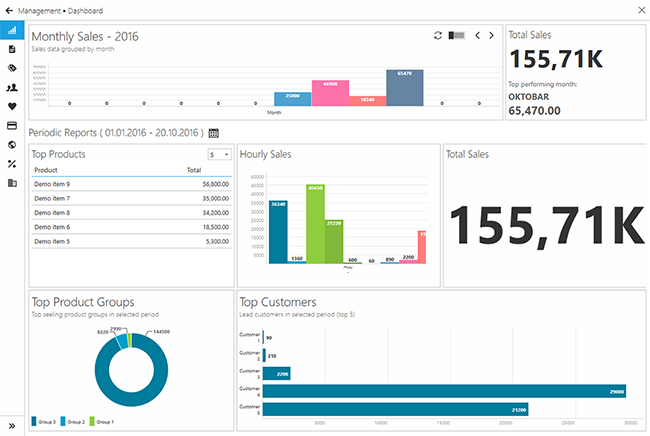 Management • Dashboard
Monthly Sales - 2016
Sales data grouped by month
0 0 0 0 0 0 25800 46900 18340 65470 0 0
Month
Total Sales
155,71K
Top performing month:
OKTOBAR
65,470.00
Periodic Reports ( 01.01.2016 - 20.10.2016 )
Top Products
5
Product Total
Demo item 9 56,800.00
Demo item 7 35,000.00
Demo item 8 34,200.00
Demo item 6 18,500.00
Demo item 5 5,300.00
Hourly Sales
60000
55000
50000
45000
40000
35000
30000
25000
20000
15000
10000
5000
36340 1360 45650 25220 600 60 890 2200
Total Sales
155,71K
Top Product Groups
Top seeling product groups in selected period
8220 2990 144500
Group 3 Group 2 Group 1
Top Customers
Lead customers in selected period (top 5)
Customer 1 90
Customer 2 210
Customer 3 2200
Customer 4 29000
Customer 5 21200
5000 10000 15000 20000 25000 30000